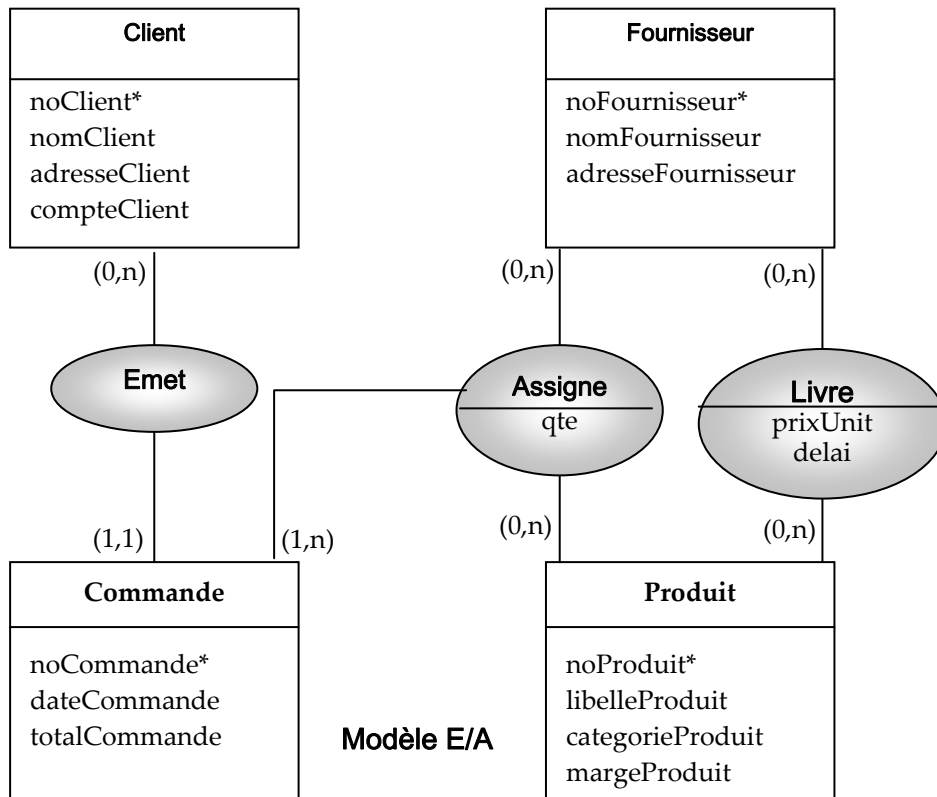 Client
noClient*
nomClient
adresseClient
compteClient
Fournisseur
noFournisseur*
nomFournisseur
adresseFournisseur
(0,n)
(0,n)
(0,n)
Emet
Assigne
qte
Livre
prixUnit
delai
(1,1)
(1,n)
(0,n)
(0,n)
Commande
noCommande*
dateCommande
totalCommande
Modèle E/A
Produit
noProduit*
libelleProduit
categorieProduit
margeProduit